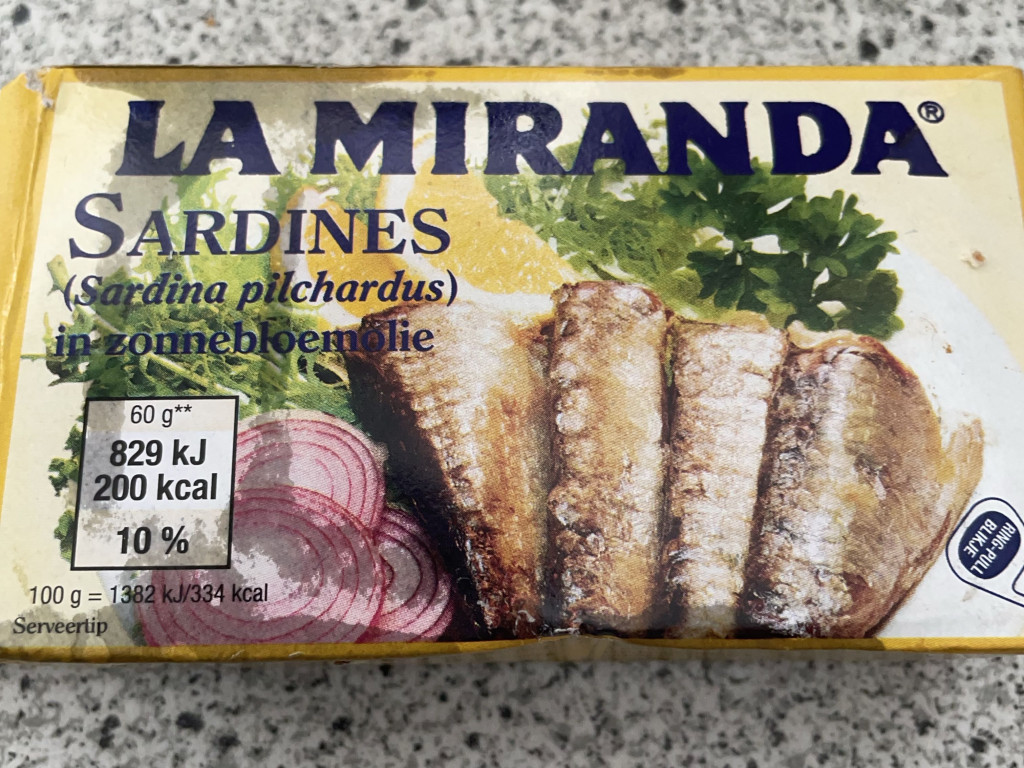 LA MIRANDA®
SARDINES
(Sardina pilchardus)
in zonnebloemolie
60 g**
829 kJ
200 kcal
10 %
100 g = 1382 kJ/334 kcal
Serveertip
RING-PULL
BLIKJE